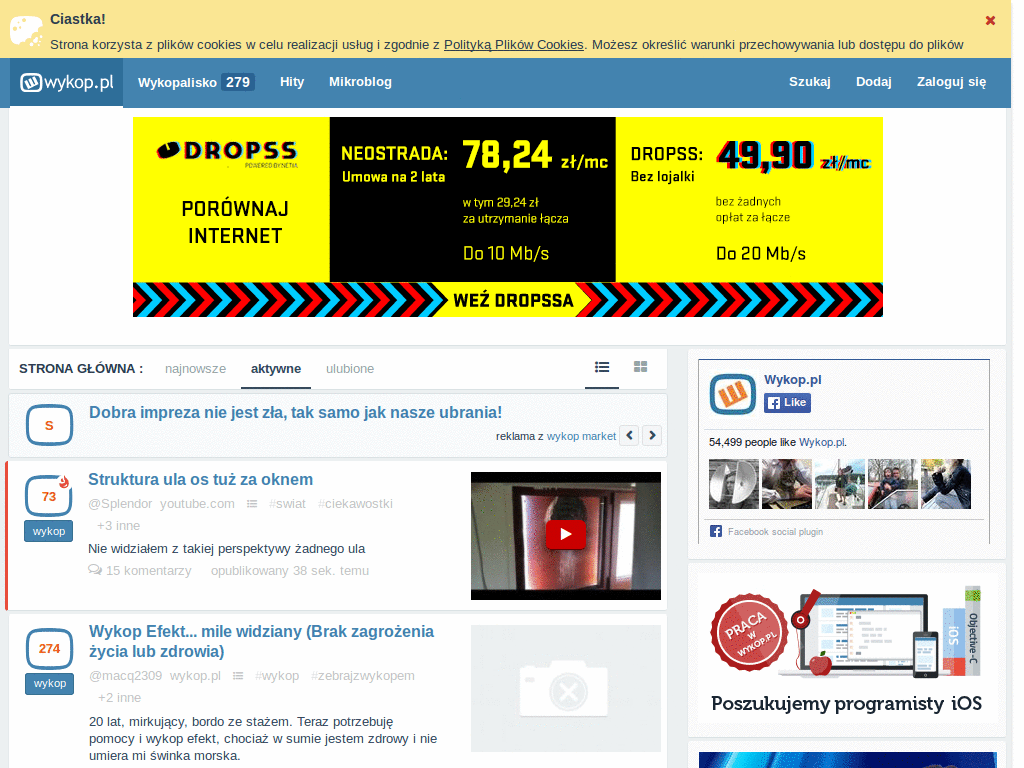 Ciastka!
Strona korzysta z plików cookies w celu realizacji usług i zgodnie z Polityką Plików Cookies. Możesz określić warunki przechowywania lub dostępu do plików
wykop.pl Wykopalisko 279 Hity Mikroblog Szukaj Dodaj Zaloguj się
DROPSS
POWERED BY NETIA
PORÓWNAJ
INTERNET
NEOSTRADA: 78,24 zł/mc
Umowa na 2 lata
w tym 29,24 zł
za utrzymanie łącza
Do 10 Mb/s
DROPSS: 49,90 zł/mc
Bez lojalki
bez żadnych
opłat za łącze
Do 20 Mb/s
WEŹ DROPSSA
STRONA GŁÓWNA : najnowsze aktywne ulubione
S
Dobra impreza nie jest zła, tak samo jak nasze ubrania!
reklama z wykop market
73
wykop
Struktura ula os tuż za oknem
@Splendor youtube.com #swiat #ciekawostki
+3 inne
Nie widziałem z takiej perspektywy żadnego ula
15 komentarzy opublikowany 38 sek. temu
274
wykop
Wykop Efekt... mile widziany (Brak zagrożenia
życia lub zdrowia)
@macq2309 wykop.pl #wykop #zebrajzwykopem
+2 inne
20 lat, mirkujący, bordo ze stażem. Teraz potrzebuję
pomocy i wykop efekt, chociaż w sumie jestem zdrowy i nie
umiera mi świnka morska.
Wykop.pl
Like
54,499 people like Wykop.pl.
Facebook social plugin
PRACA
W
WYKOP.PL
iOS
Objective-C
Poszukujemy programisty iOS